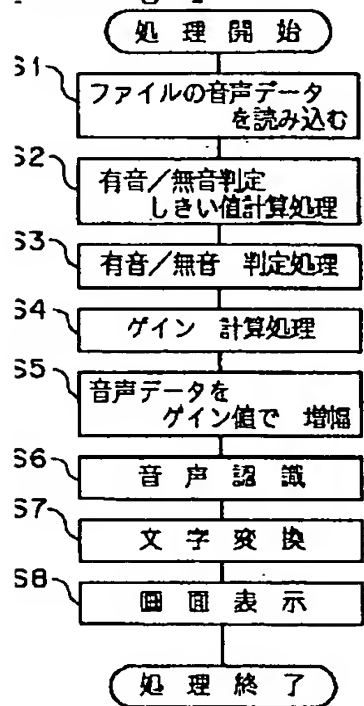 処理開始
S1
ファイルの音声データ
を読み込む
S2
有音／無音判定
しきい値計算処理
S3
有音／無音 判定処理
S4
ゲイン 計算処理
S5
音声データを
ゲイン値で 増幅
S6
音声認識
S7
文字変換
S8
画面表示
処理終了